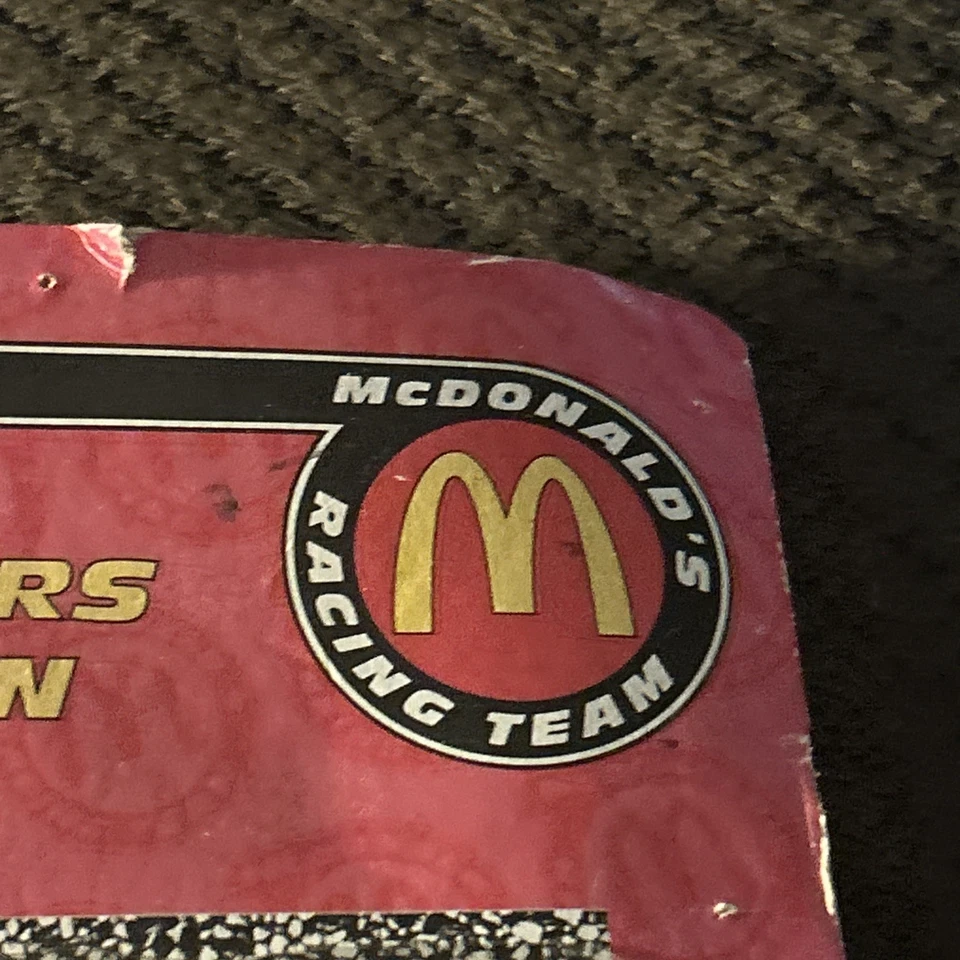 McDONALD'S
RACING TEAM
RS
N